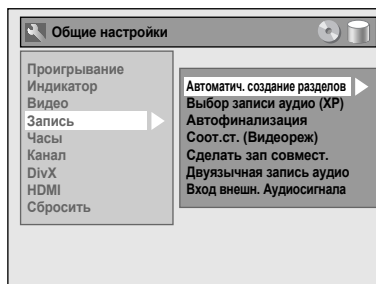 Общие настройки
Проигрывание
Индикатор
Видео
Запись
Часы
Канал
DivX
HDMI
Сбросить
Автоматич. создание разделов
Выбор записи аудио (XP)
Автофинализация
Соот.ст. (Видеореж)
Сделать зап совмест.
Двуязычная запись аудио
Вход внешн. Аудиосигнала